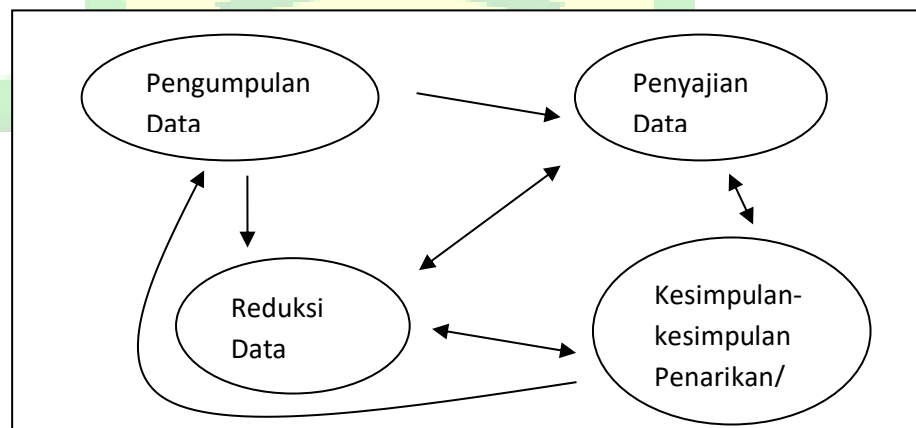 Pengumpulan
Data
Penyajian
Data
Reduksi
Data
Kesimpulan-
kesimpulan
Penarikan/